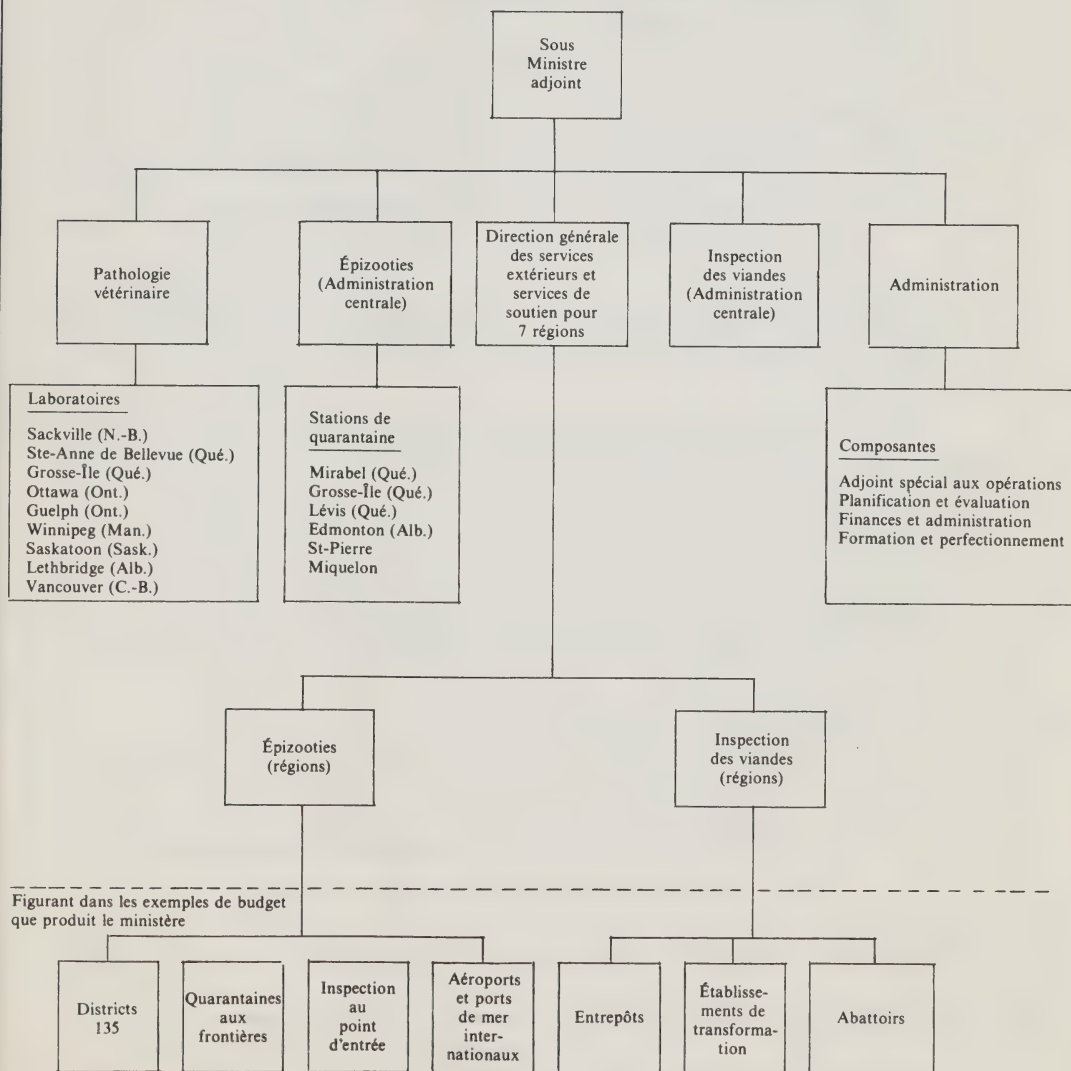 Sous
Ministre
adjoint
Pathologie
vétérinaire
Épizooties
(Administration
centrale)
Direction générale
des services
extérieurs et
services de
soutien pour
7 régions
Inspection
des viandes
(Administration
centrale)
Administration
Laboratoires
Sackville (N.-B.)
Ste-Anne de Bellevue (Qué.)
Grosse-Île (Qué.)
Ottawa (Ont.)
Guelph (Ont.)
Winnipeg (Man.)
Saskatoon (Sask.)
Lethbridge (Alb.)
Vancouver (C.-B.)
Stations de
quarantaine
Mirabel (Qué.)
Grosse-Île (Qué.)
Lévis (Qué.)
Edmonton (Alb.)
St-Pierre
Miquelon
Composantes
Adjoint spécial aux opérations
Planification et évaluation
Finances et administration
Formation et perfectionnement
Épizooties
(régions)
Inspection
des viandes
(régions)
Figurant dans les exemples de budget
que produit le ministère
Districts
135
Quarantaines
aux
frontières
Inspection
au
point
d'entrée
Aéroports
et ports
de mer
inter-
nationaux
Entrepôts
Établisse-
ments de
transforma-
tion
Abattoirs